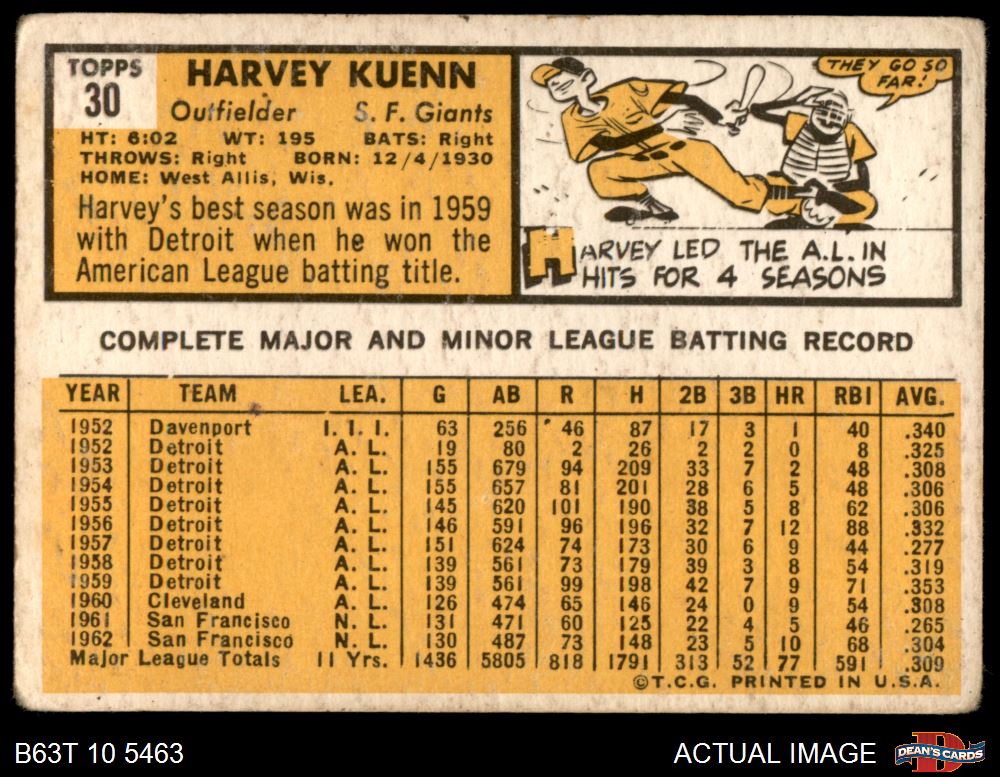 TOPPS
30
HARVEY KUENN
Outfielder S. F. Giants
HT: 6:02 WT: 195 BATS: Right
THROWS: Right BORN: 12/4/1930
HOME: West Allis, Wis.
Harvey's best season was in 1959
with Detroit when he won the
American League batting title.
THEY GO SO
FAR!
HARVEY LED THE A.L. IN
HITS FOR 4 SEASONS
COMPLETE MAJOR AND MINOR LEAGUE BATTING RECORD
YEAR TEAM LEA. G AB R H 2B 3B HR RBI AVG.
1952 Davenport I. I. I. 63 256 46 87 17 3 1 40 .340
1952 Detroit A. L. 19 80 2 26 2 2 0 8 .325
1953 Detroit A. L. 155 679 94 209 33 7 2 48 .308
1954 Detroit A. L. 155 657 81 201 28 6 5 48 .306
1955 Detroit A. L. 145 620 101 190 38 5 8 62 .306
1956 Detroit A. L. 146 591 96 196 32 7 12 88 .332
1957 Detroit A. L. 151 624 74 173 30 6 9 44 .277
1958 Detroit A. L. 139 561 73 179 39 3 8 54 .319
1959 Detroit A. L. 139 561 99 198 42 7 9 71 .353
1960 Cleveland A. L. 126 474 65 146 24 0 9 54 .308
1961 San Francisco N. L. 131 471 60 125 22 4 5 46 .265
1962 San Francisco N. L. 130 487 73 148 23 5 10 68 .304
Major League Totals 11 Yrs. 1436 5805 818 1791 313 52 77 591 .309
©T.C.G. PRINTED IN U.S.A.
B63T 10 5463
ACTUAL IMAGE
D
DEAN'S CARDS